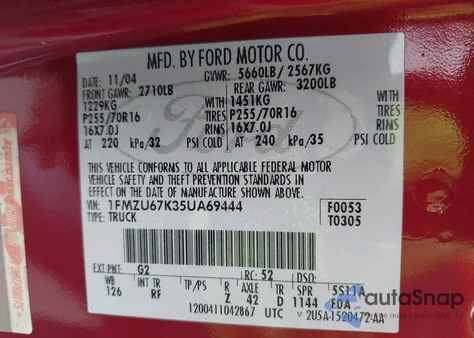 MFD. BY FORD MOTOR CO.
DATE: 11/04 GVWR: 5660LB / 2567KG
FRONT GAWR: 2710LB REAR GAWR: 3200LB
1229KG 1451KG
P255/70R16 TIRES P255/70R16 TIRES
16X7.0J RIMS 16X7.0J RIMS
AT 220 kPa/32 PSI COLD AT 240 kPa/35 PSI COLD
THIS VEHICLE CONFORMS TO ALL APPLICABLE FEDERAL MOTOR
VEHICLE SAFETY AND THEFT PREVENTION STANDARDS IN
EFFECT ON THE DATE OF MANUFACTURE SHOWN ABOVE.
VIN: 1FMZU67K35UA69444 F0053
TYPE: TRUCK T0305
EXT PNT: G2 RC: 52 DSO:
WB INT TR TP/PS R AXLE TR SPR 5S11A
126 RF Z 42 D 1144 F0A
1200411042867 UTC 2U5A-1520472-AA
autoSnap